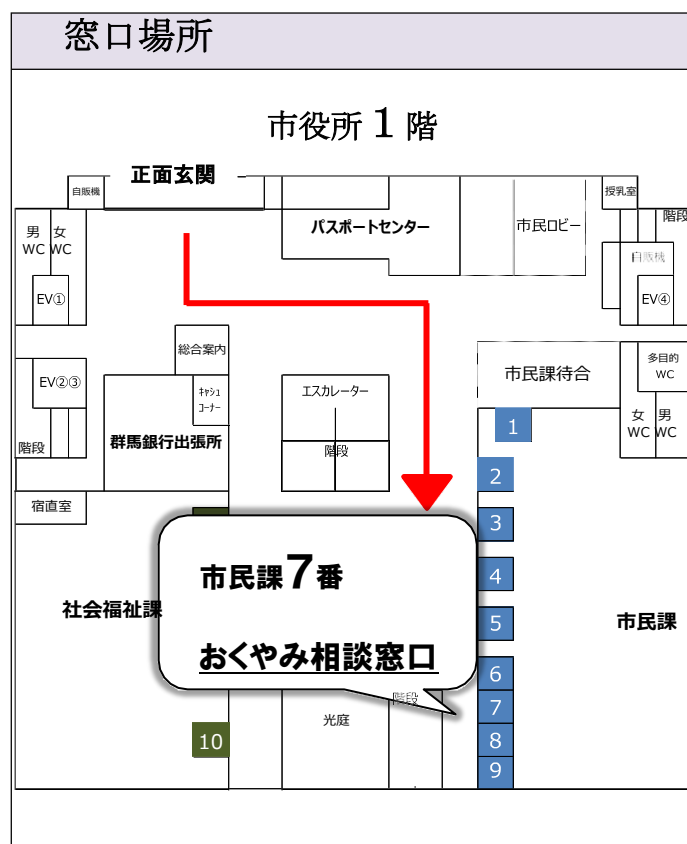 窓口場所
市役所 1 階
正面玄関
自販機
授乳室
階段
男
WC
女
WC
パスポートセンター
市民ロビー
自販機
EV①
EV④
総合案内
EV②③
ｷｬｼｭ
ｺｰﾅｰ
エスカレーター
市民課待合
多目的
WC
女
WC
男
WC
階段
群馬銀行出張所
階段
1
2
宿直室
3
市民課7番
4
社会福祉課
5
市民課
おくやみ相談窓口
6
階段
7
光庭
10
8
9